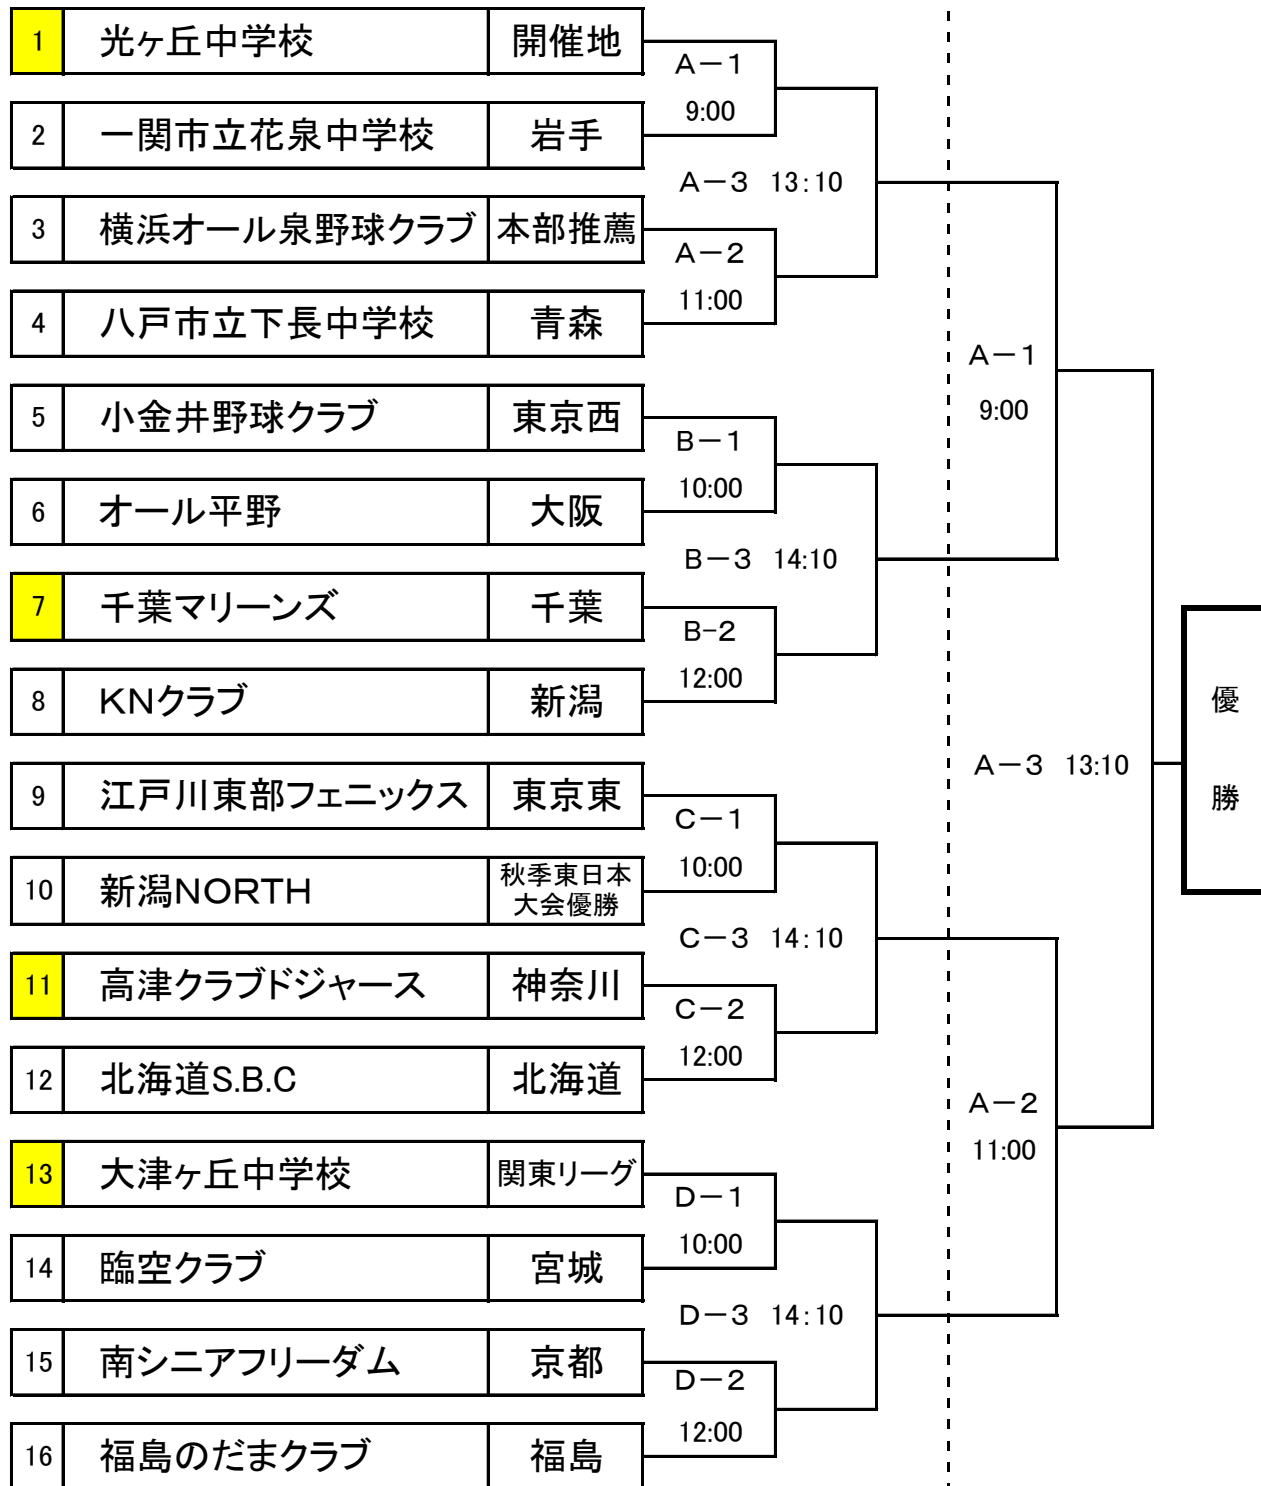 1 光ヶ丘中学校 開催地
2 一関市立花泉中学校 岩手
3 横浜オール泉野球クラブ 本部推薦
4 八戸市立下長中学校 青森
5 小金井野球クラブ 東京西
6 オール平野 大阪
7 千葉マリーンズ 千葉
8 KNクラブ 新潟
9 江戸川東部フェニックス 東京東
10 新潟NORTH 秋季東日本
大会優勝
11 高津クラブドジャース 神奈川
12 北海道S.B.C 北海道
13 大津ヶ丘中学校 関東リーグ
14 臨空クラブ 宮城
15 南シニアフリーダム 京都
16 福島のだまクラブ 福島
A-1
9:00
A-3 13:10
A-2
11:00
B-1
10:00
B-3 14:10
B-2
12:00
C-1
10:00
C-3 14:10
C-2
12:00
D-1
10:00
D-3 14:10
D-2
12:00
A-1
9:00
A-3 13:10
A-2
11:00
優
勝